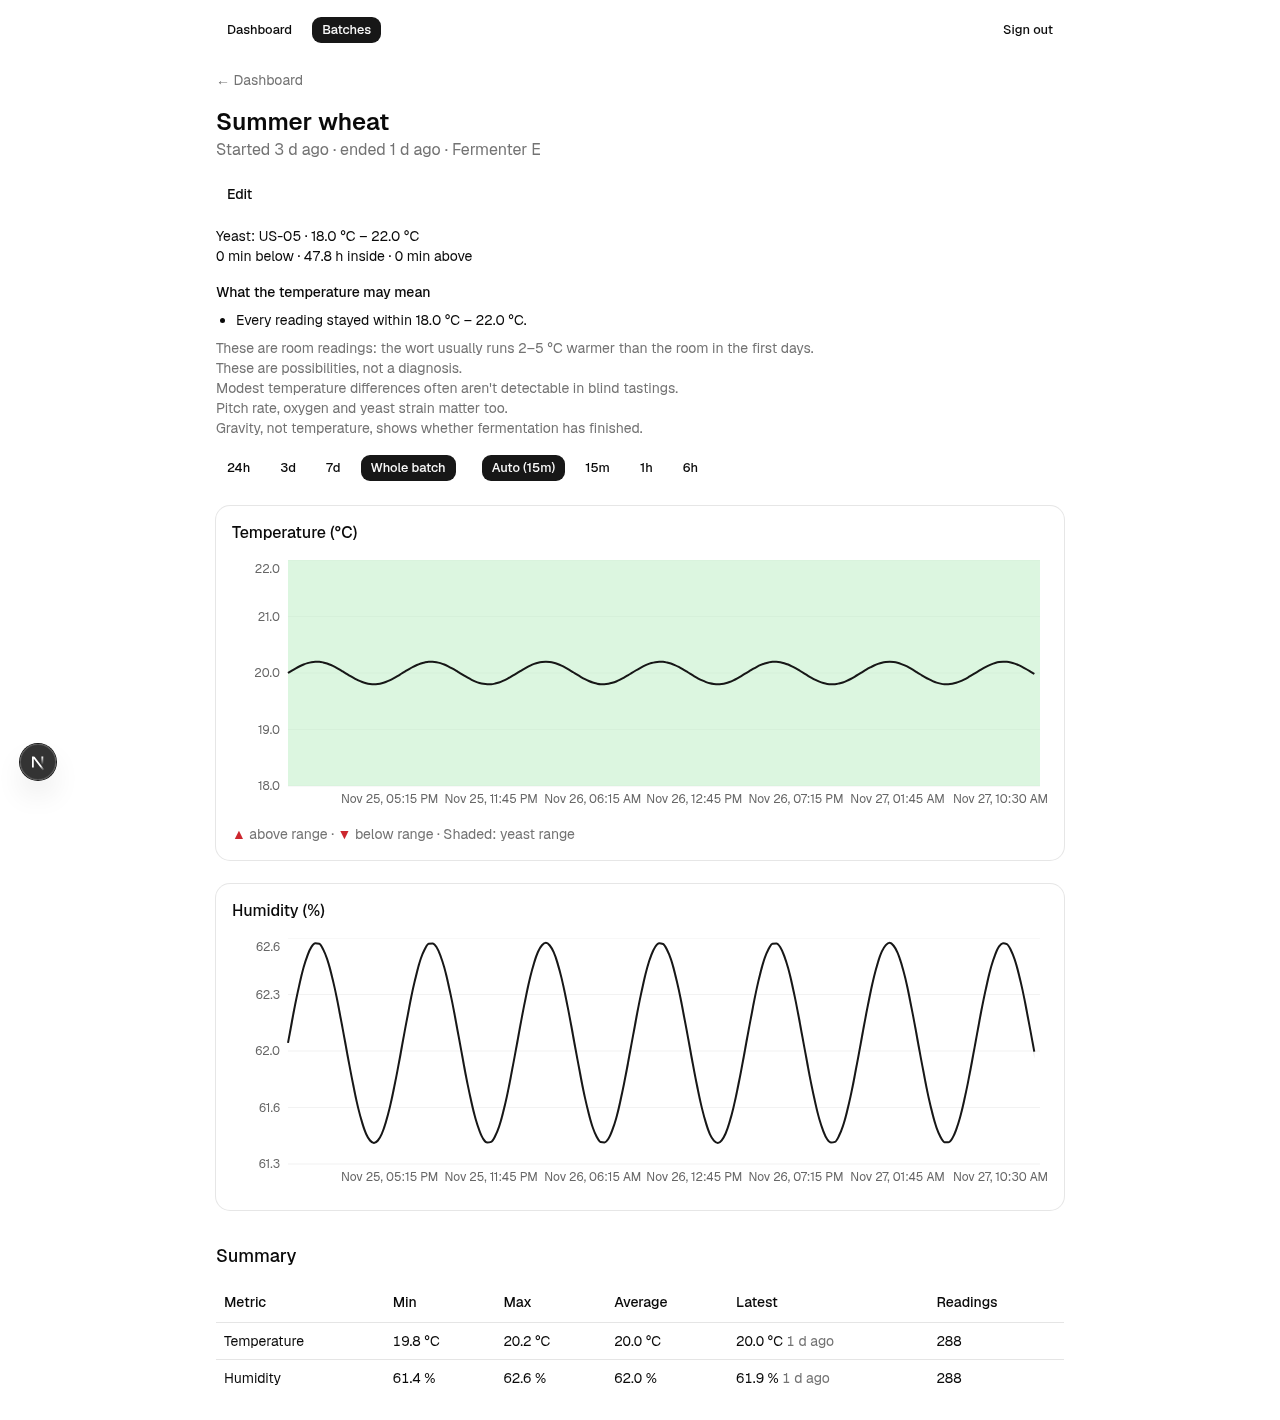 Dashboard Batches Sign out
← Dashboard
Summer wheat
Started 3 d ago · ended 1 d ago · Fermenter E
Edit
Yeast: US-05 · 18.0 °C – 22.0 °C
0 min below · 47.8 h inside · 0 min above
What the temperature may mean
• Every reading stayed within 18.0 °C – 22.0 °C.
These are room readings: the wort usually runs 2–5 °C warmer than the room in the first days.
These are possibilities, not a diagnosis.
Modest temperature differences often aren't detectable in blind tastings.
Pitch rate, oxygen and yeast strain matter too.
Gravity, not temperature, shows whether fermentation has finished.
24h 3d 7d Whole batch Auto (15m) 15m 1h 6h
Temperature (°C)
22.0
21.0
20.0
19.0
18.0
Nov 25, 05:15 PM Nov 25, 11:45 PM Nov 26, 06:15 AM Nov 26, 12:45 PM Nov 26, 07:15 PM Nov 27, 01:45 AM Nov 27, 10:30 AM
▲ above range · ▼ below range · Shaded: yeast range
Humidity (%)
62.6
62.3
62.0
61.6
61.3
Nov 25, 05:15 PM Nov 25, 11:45 PM Nov 26, 06:15 AM Nov 26, 12:45 PM Nov 26, 07:15 PM Nov 27, 01:45 AM Nov 27, 10:30 AM
Summary
Metric Min Max Average Latest Readings
Temperature 19.8 °C 20.2 °C 20.0 °C 20.0 °C 1 d ago 288
Humidity 61.4 % 62.6 % 62.0 % 61.9 % 1 d ago 288
N